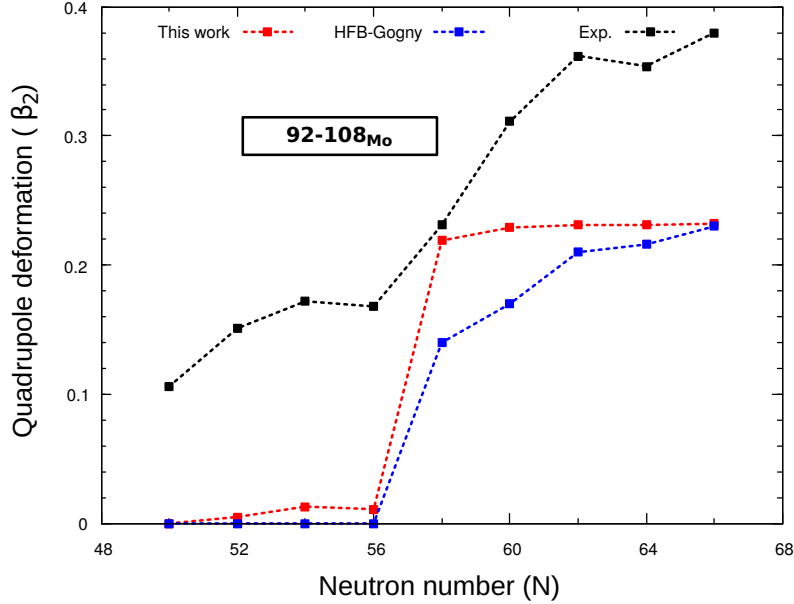 0.4
This work
HFB-Gogny
Exp.
92-108Mo
0.3
0.2
0.1
0
Quadrupole deformation ( β2)
48
52
56
60
64
68
Neutron number (N)